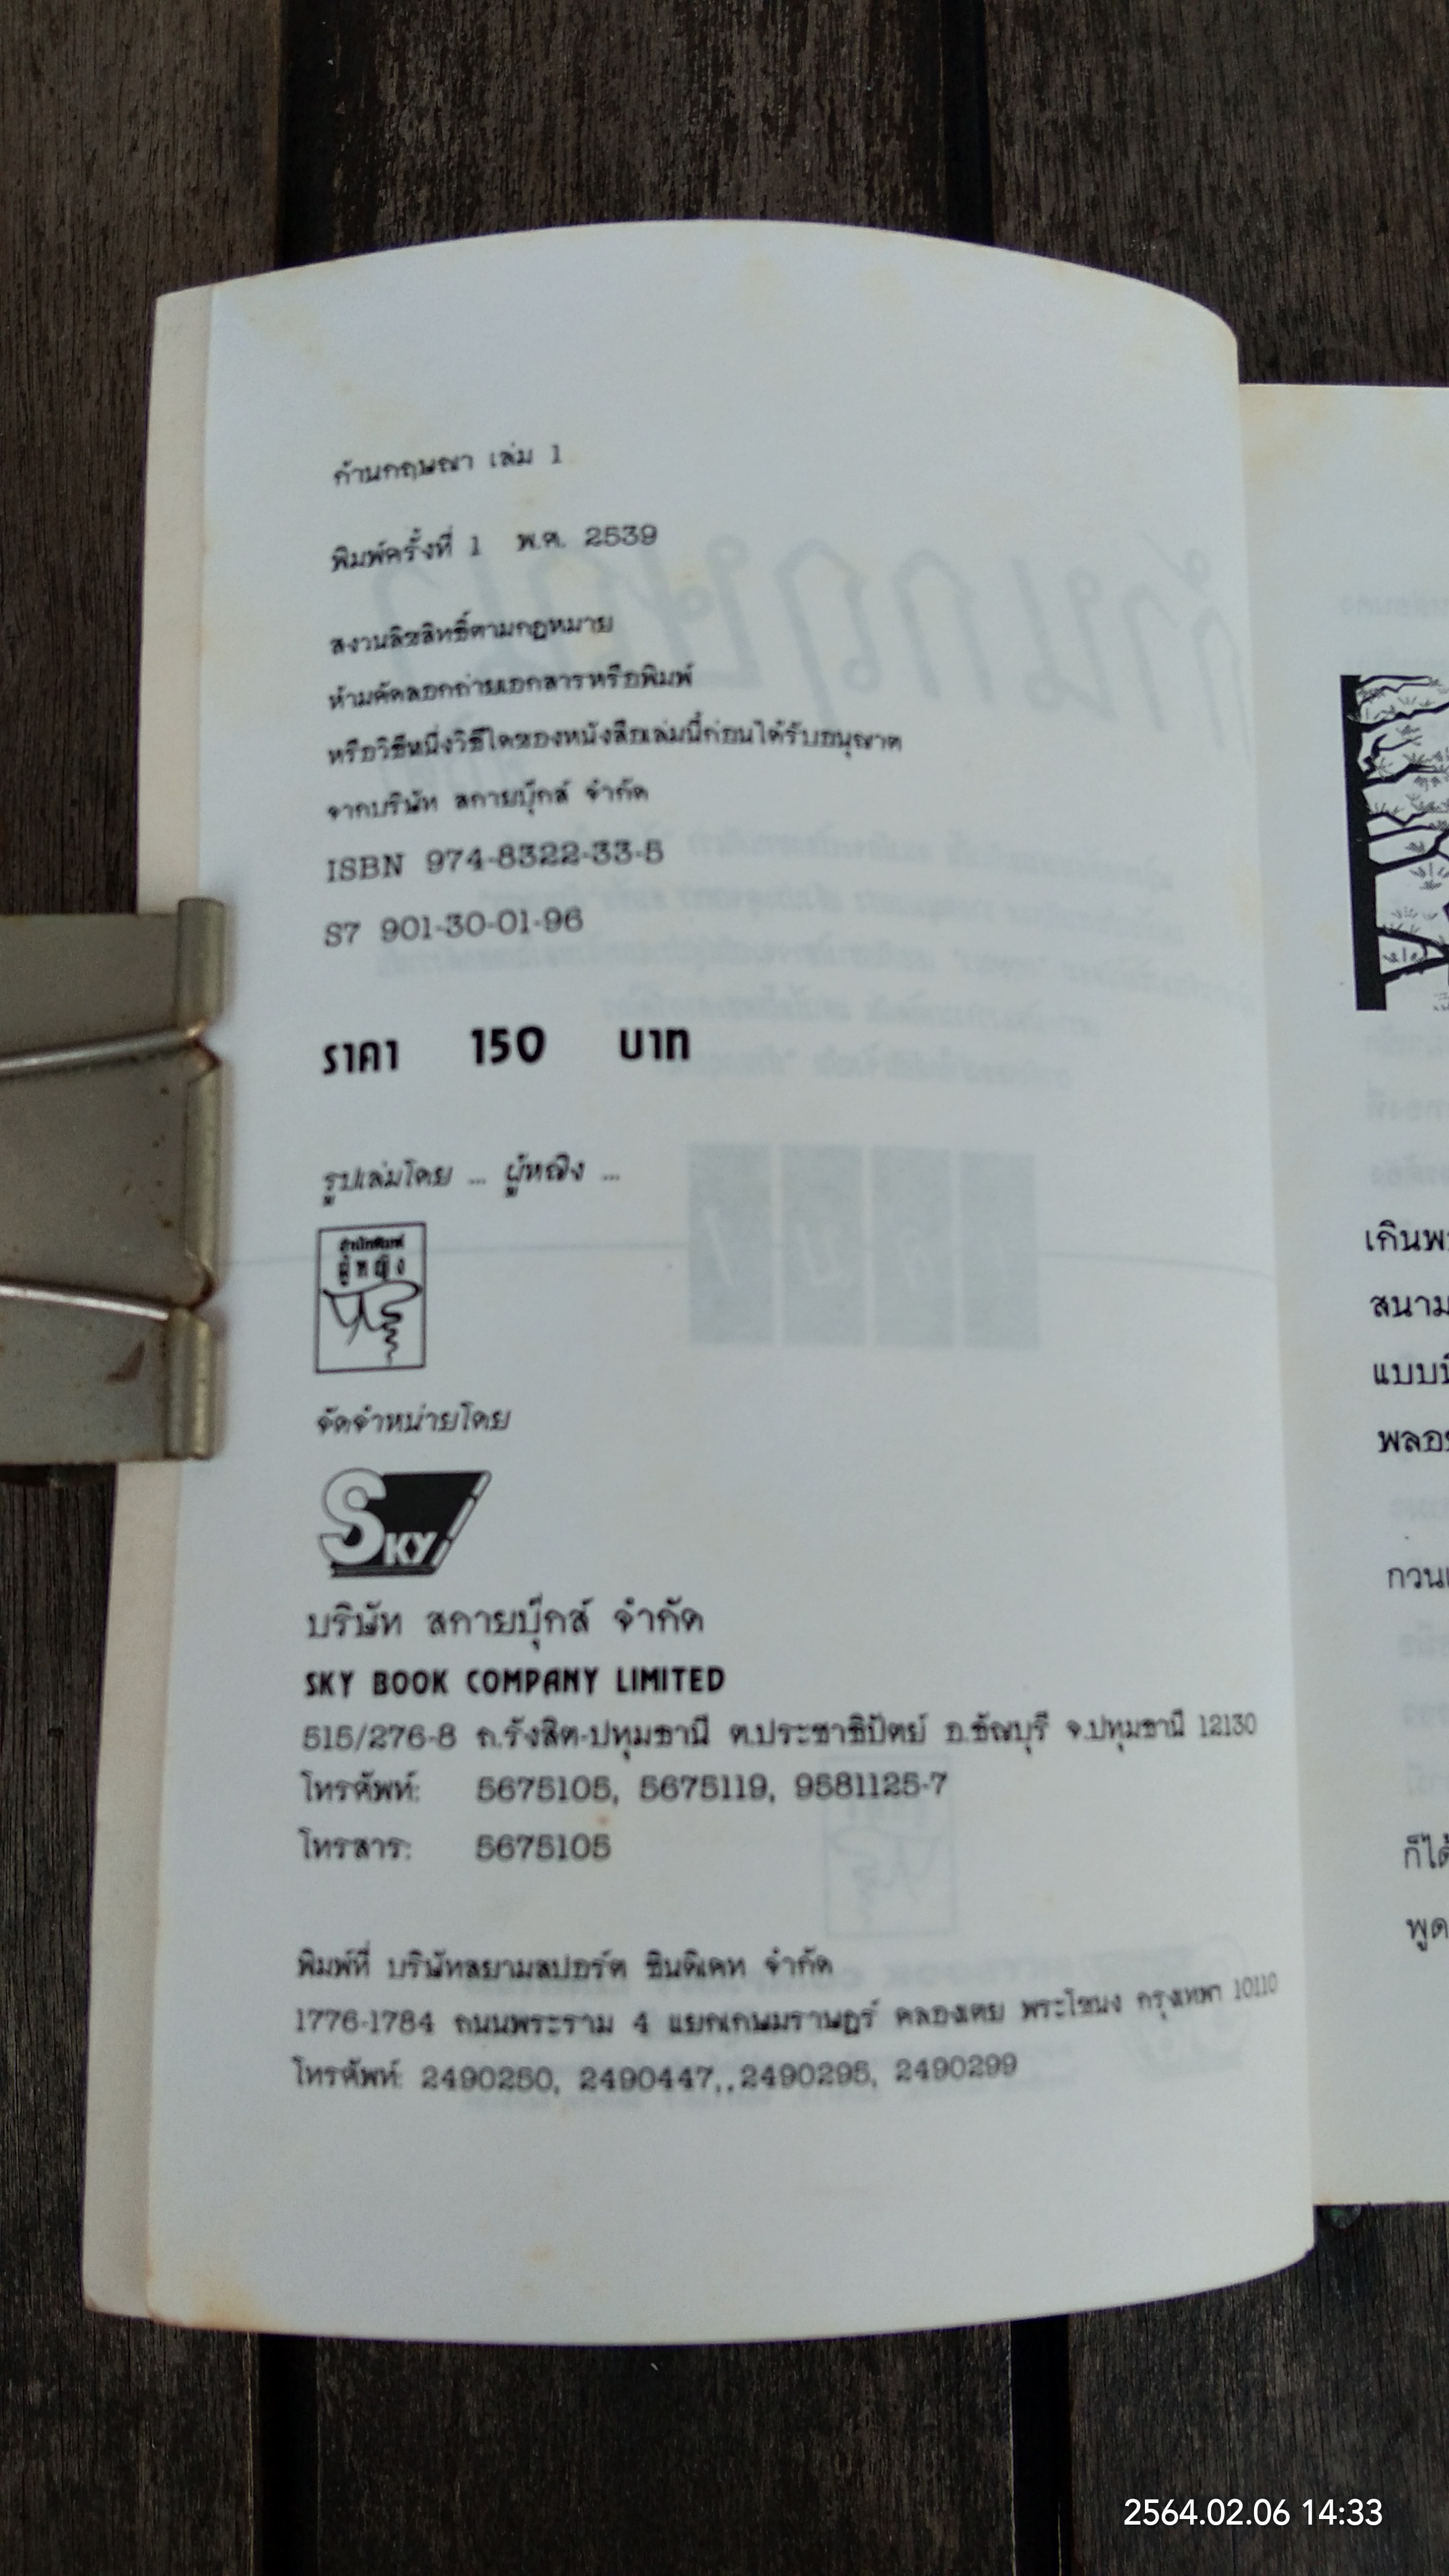 ก้านกฤษณา เล่ม 1
พิมพ์ครั้งที่ 1 พ.ศ. 2539
สงวนลิขสิทธิ์ตามกฎหมาย
ห้ามคัดลอกถ่ายเอกสารหรือพิมพ์
หรือวิธีหนึ่งวิธีใดของหนังสือเล่มนี้ก่อนได้รับอนุญาต
จากบริษัท สกายบุ๊กส์ จำกัด
ISBN 974-8322-33-5
S7 901-30-01-96
ราคา 150 บาท
รูปเล่มโดย ... ผู้หญิง ...
สำนักพิมพ์
ผู้หญิง
จัดจำหน่ายโดย
SKY
บริษัท สกายบุ๊กส์ จำกัด
SKY BOOK COMPANY LIMITED
515/276-8 ถ.รังสิต-ปทุมธานี ต.ประชาธิปัตย์ อ.ธัญบุรี จ.ปทุมธานี 12130
โทรศัพท์: 5675105, 5675119, 9581125-7
โทรสาร: 5675105
พิมพ์ที่ บริษัทสยามสปอร์ต ซินดิเคท จำกัด
1776-1784 ถนนพระราม 4 แยกเกษมราษฎร์ คลองเตย พระโขนง กรุงเทพฯ 10110
โทรศัพท์: 2490250, 2490447,,2490295, 2490299
เกินพ
สนาม
แบบ
พลอ
กวน
ก็ได้
พูด
2564.02.06 14:33